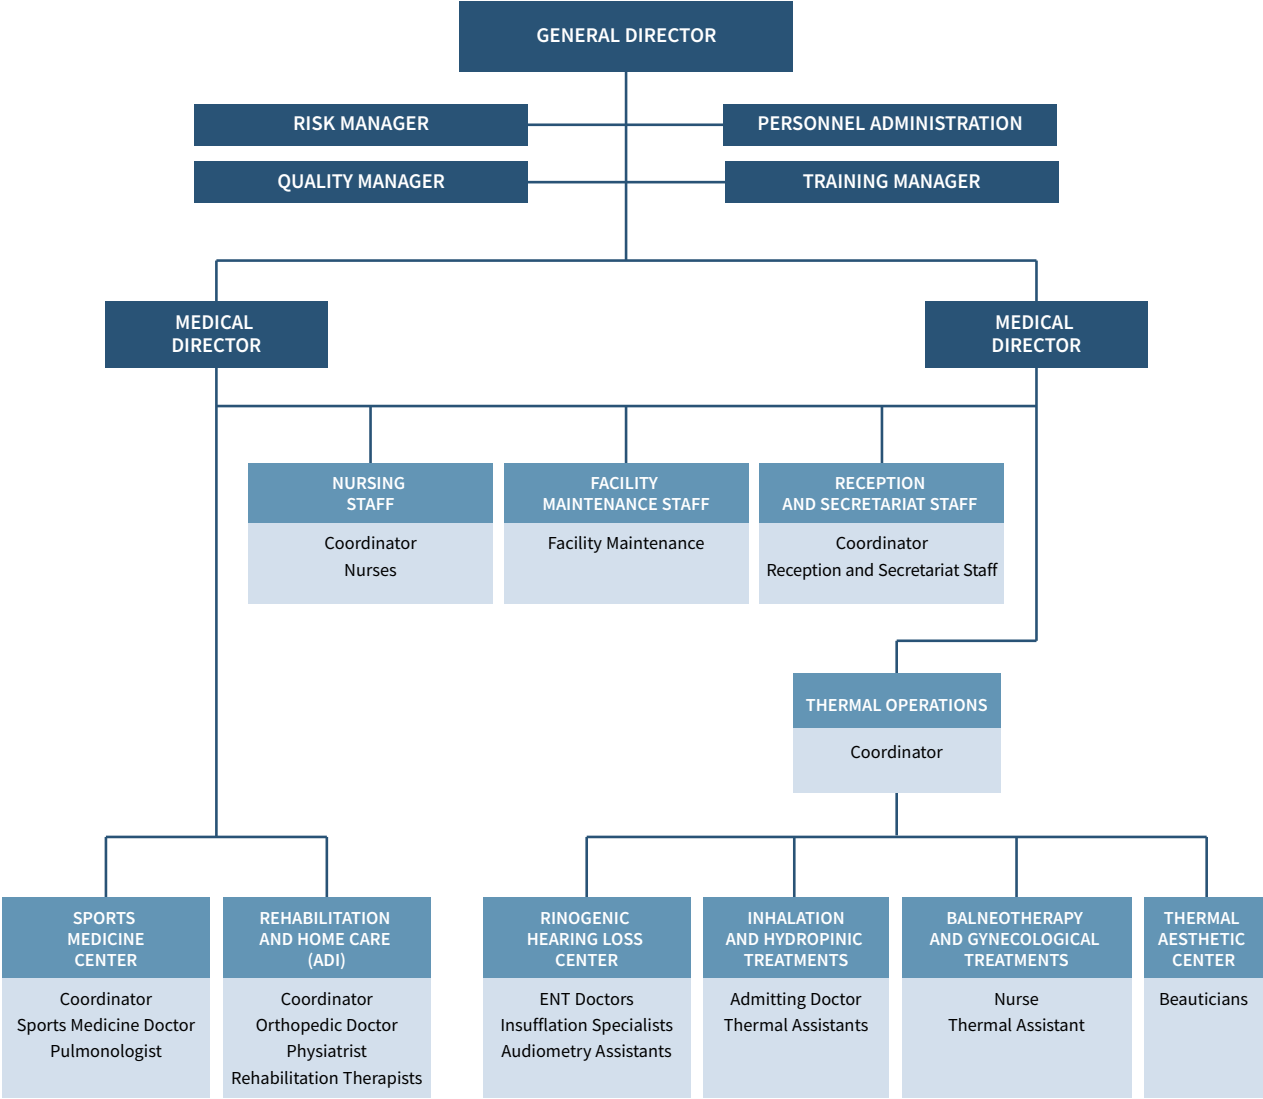 GENERAL DIRECTOR
RISK MANAGER
PERSONNEL ADMINISTRATION
QUALITY MANAGER
TRAINING MANAGER
MEDICAL
DIRECTOR
MEDICAL
DIRECTOR
NURSING
STAFF
Coordinator
Nurses
FACILITY
MAINTENANCE STAFF
Facility Maintenance
RECEPTION
AND SECRETARIAT STAFF
Coordinator
Reception and Secretariat Staff
THERMAL OPERATIONS
Coordinator
SPORTS
MEDICINE
CENTER
Coordinator
Sports Medicine Doctor
Pulmonologist
REHABILITATION
AND HOME CARE
(ADI)
Coordinator
Orthopedic Doctor
Physiatrist
Rehabilitation Therapists
RINOGENIC
HEARING LOSS
CENTER
ENT Doctors
Insufflation Specialists
Audiometry Assistants
INHALATION
AND HYDROPINIC
TREATMENTS
Admitting Doctor
Thermal Assistants
BALNEOTHERAPY
AND GYNECOLOGICAL
TREATMENTS
Nurse
Thermal Assistant
THERMAL
AESTHETIC
CENTER
Beauticians